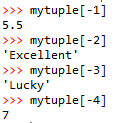 >>> mytuple[-1]
5.5
>>> mytuple[-2]
'Excellent'
>>> mytuple[-3]
'Lucky'
>>> mytuple[-4]
7